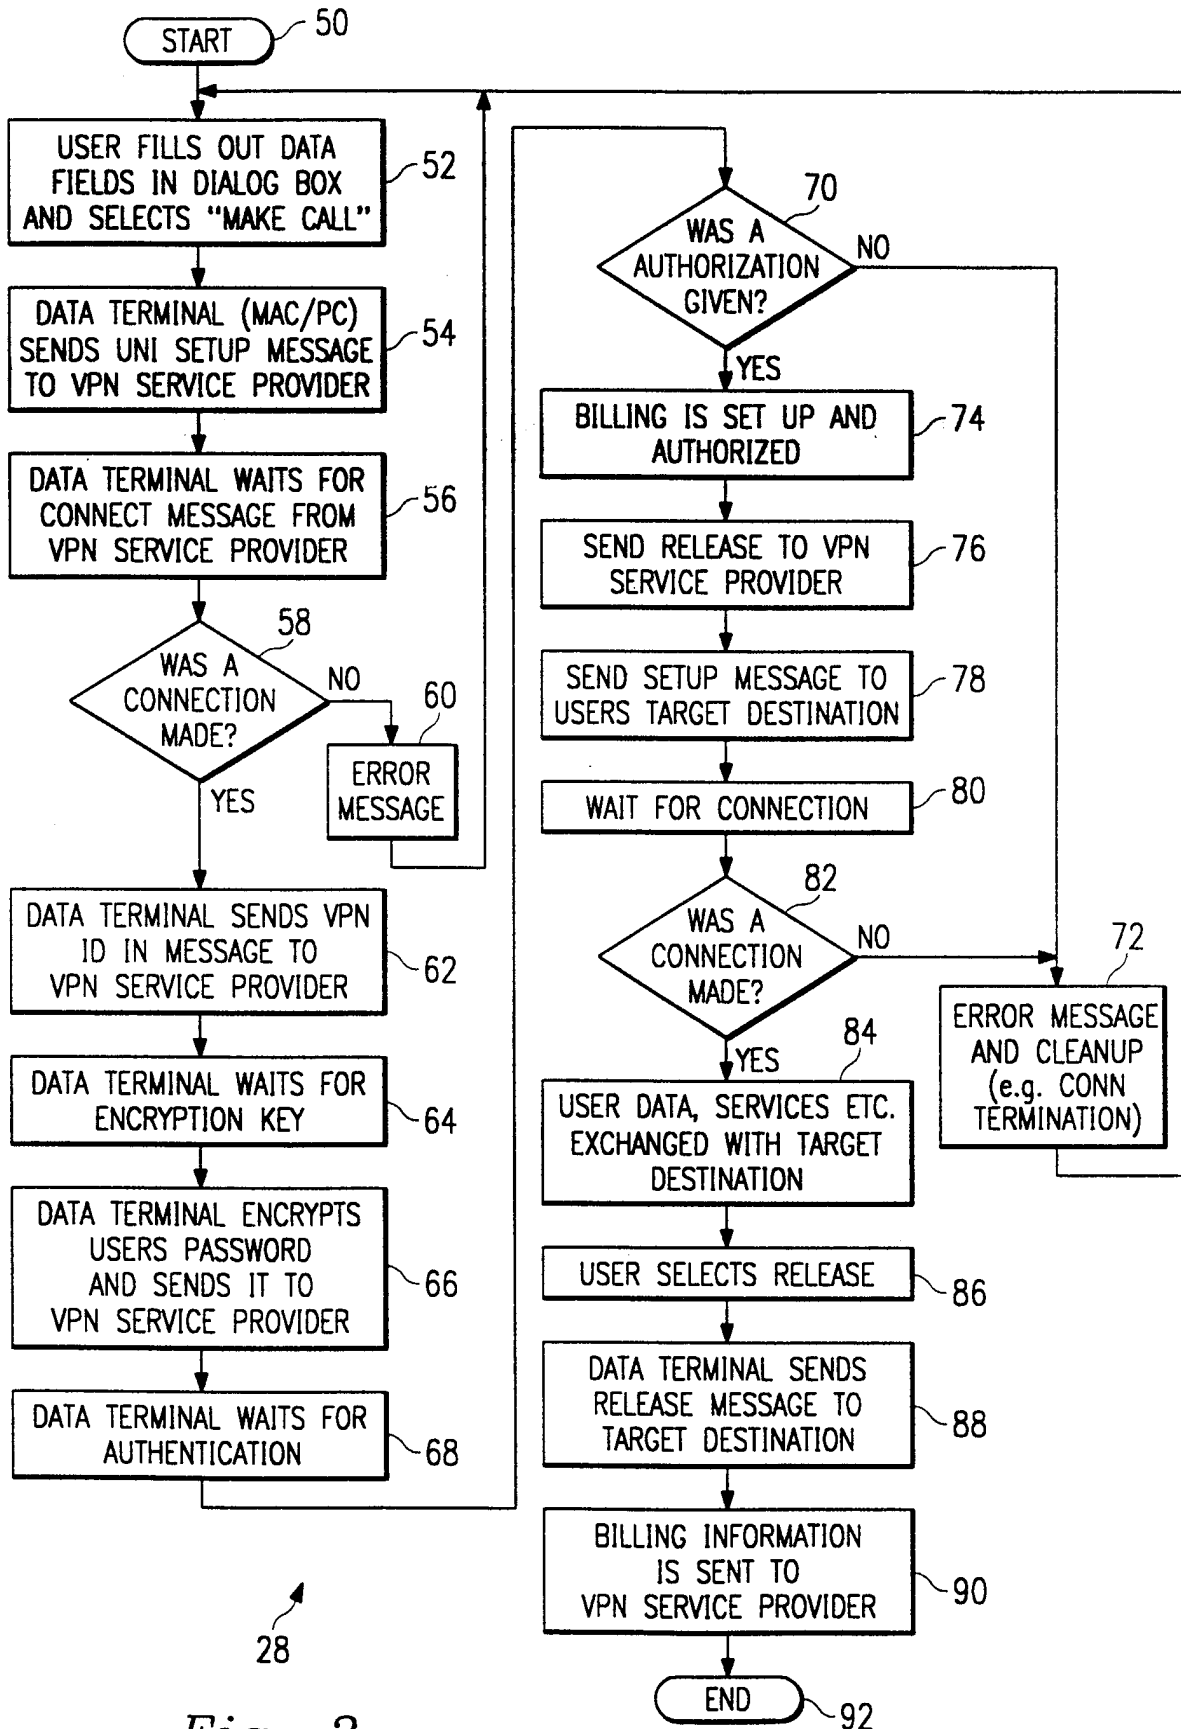 START
50
USER FILLS OUT DATA
FIELDS IN DIALOG BOX
AND SELECTS "MAKE CALL"
52
DATA TERMINAL (MAC/PC)
SENDS UNI SETUP MESSAGE
TO VPN SERVICE PROVIDER
54
DATA TERMINAL WAITS FOR
CONNECT MESSAGE FROM
VPN SERVICE PROVIDER
56
WAS A
CONNECTION
MADE?
58
NO
YES
60
ERROR
MESSAGE
DATA TERMINAL SENDS VPN
ID IN MESSAGE TO
VPN SERVICE PROVIDER
62
DATA TERMINAL WAITS FOR
ENCRYPTION KEY
64
DATA TERMINAL ENCRYPTS
USERS PASSWORD
AND SENDS IT TO
VPN SERVICE PROVIDER
66
DATA TERMINAL WAITS FOR
AUTHENTICATION
68
WAS A
AUTHORIZATION
GIVEN?
70
NO
YES
BILLING IS SET UP AND
AUTHORIZED
74
SEND RELEASE TO VPN
SERVICE PROVIDER
76
SEND SETUP MESSAGE TO
USERS TARGET DESTINATION
78
WAIT FOR CONNECTION
80
WAS A
CONNECTION
MADE?
82
NO
YES
72
ERROR MESSAGE
AND CLEANUP
(e.g. CONN
TERMINATION)
84
USER DATA, SERVICES ETC.
EXCHANGED WITH TARGET
DESTINATION
USER SELECTS RELEASE
86
DATA TERMINAL SENDS
RELEASE MESSAGE TO
TARGET DESTINATION
88
BILLING INFORMATION
IS SENT TO
VPN SERVICE PROVIDER
90
END
92
28
Fig.